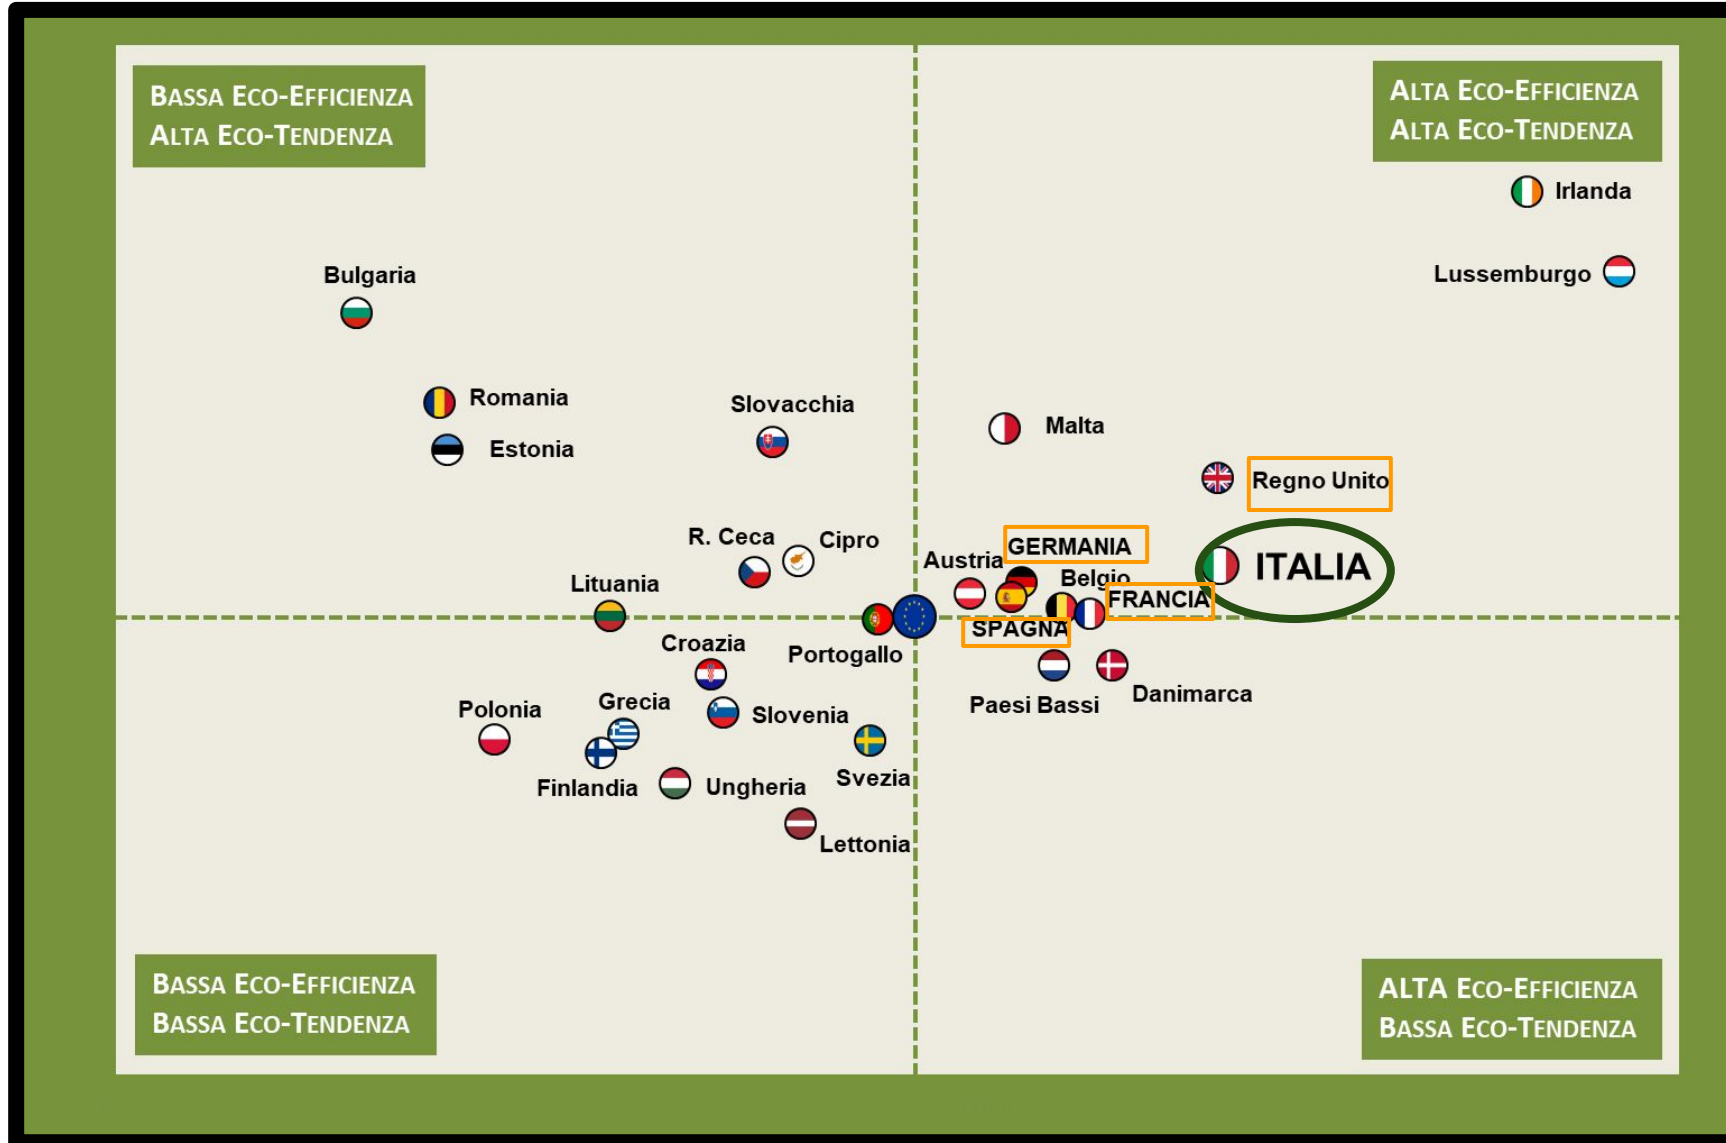 BASSA ECO-EFFICIENZA
ALTA ECO-TENDENZA
ALTA ECO-EFFICIENZA
ALTA ECO-TENDENZA
Irlanda
Lussemburgo
Bulgaria
Romania
Slovacchia
Malta
Estonia
Regno Unito
R. Ceca
Cipro
GERMANIA
Austria
ITALIA
Belgio
Lituania
FRANCIA
SPAGNA
Croazia
Portogallo
Danimarca
Grecia
Paesi Bassi
Polonia
Slovenia
Svezia
Finlandia
Ungheria
Lettonia
BASSA ECO-EFFICIENZA
BASSA ECO-TENDENZA
ALTA ECO-EFFICIENZA
BASSA ECO-TENDENZA